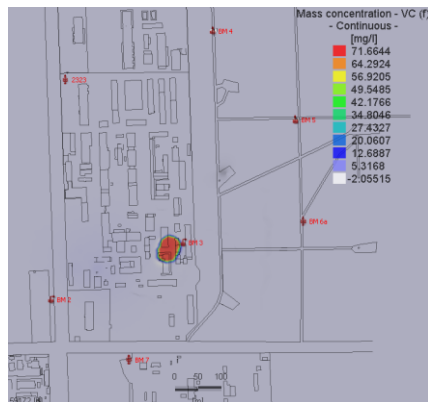 Mass concentration - VC (f)
- Continuous -
[mg/l]
71.6644
64.2924
56.9205
49.5485
42.1766
34.8046
27.4327
20.0607
12.6887
5.3168
-2.05515
BM 4
2323
BM 5
BM 6a
BM 3
BM 2
BM 7
0 50 100